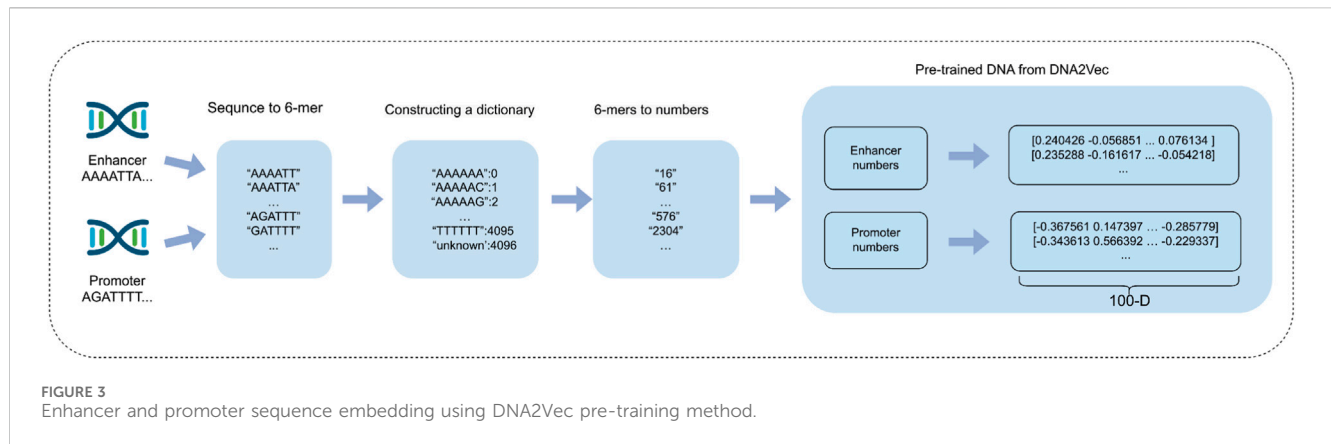 Pre-trained DNA from DNA2Vec
Sequnce to 6-mer
Constructing a dictionary
6-mers to numbers
Enhancer
AAAATTA...
Promoter
AGATTTT...
“AAAATT”
“AAATTA”
...
“AGATTT”
“GATTTT”
...
“AAAAAA”:0
“AAAAAC”:1
“AAAAAG”:2
...
“TTTTTT”:4095
“unknown’:4096
“16”
“61”
...
“576”
“2304”
...
Enhancer
numbers
[0.240426 -0.056851 ... 0.076134 ]
[0.235288 -0.161617 ... -0.054218]
...
Promoter
numbers
[-0.367561 0.147397 ... -0.285779]
[-0.343613 0.566392 ... -0.229337]
...
100-D
FIGURE 3
Enhancer and promoter sequence embedding using DNA2Vec pre-training method.